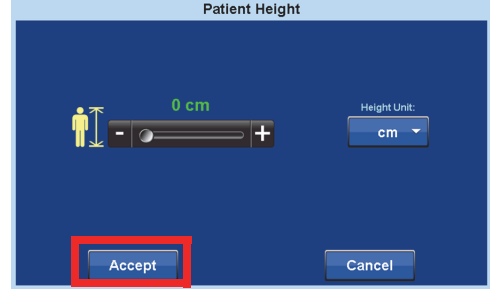 Patient Height
0 cm
Height Unit:
- +
cm
Accept
Cancel